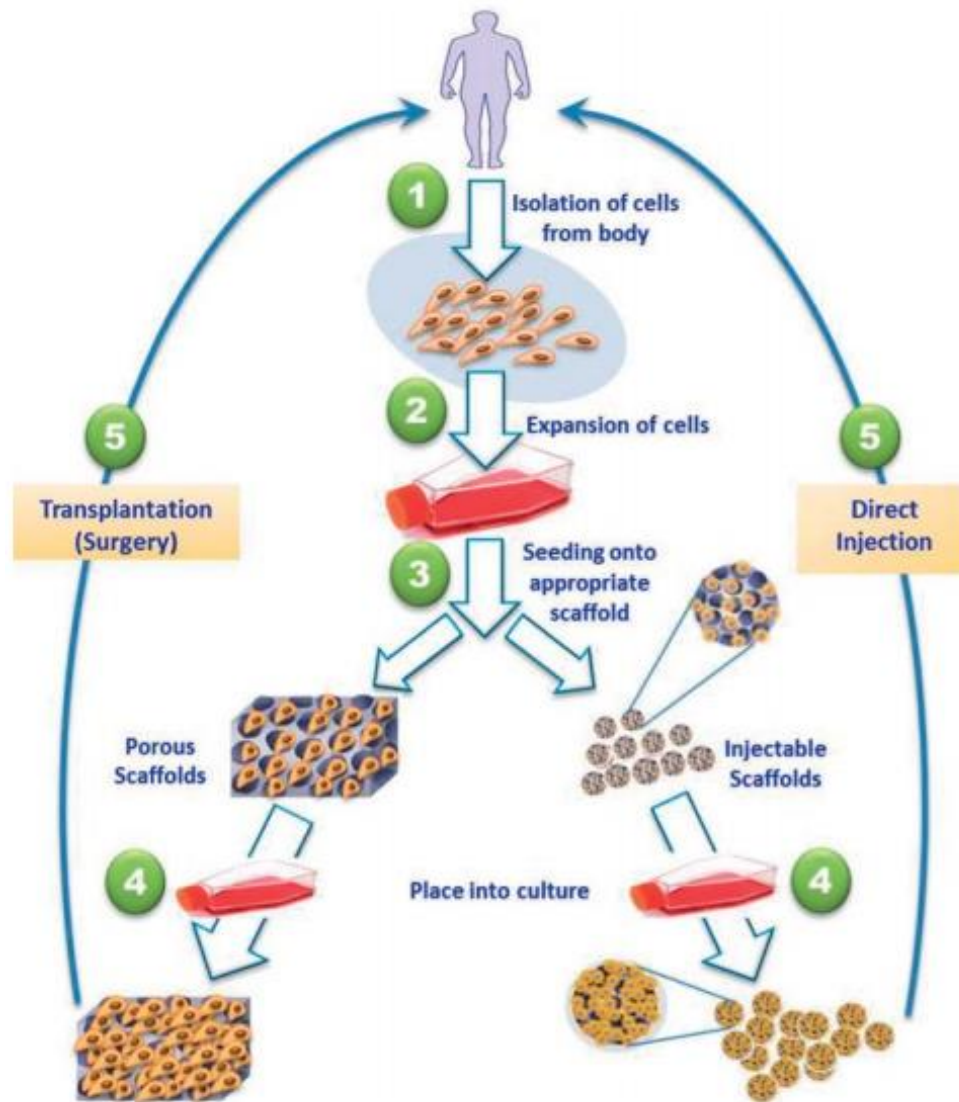 1
Isolation of cells
from body
2
Expansion of cells
5
Transplantation
(Surgery)
5
Direct
Injection
3
Seeding onto
appropriate
scaffold
Porous
Scaffolds
Injectable
Scaffolds
4
Place into culture
4